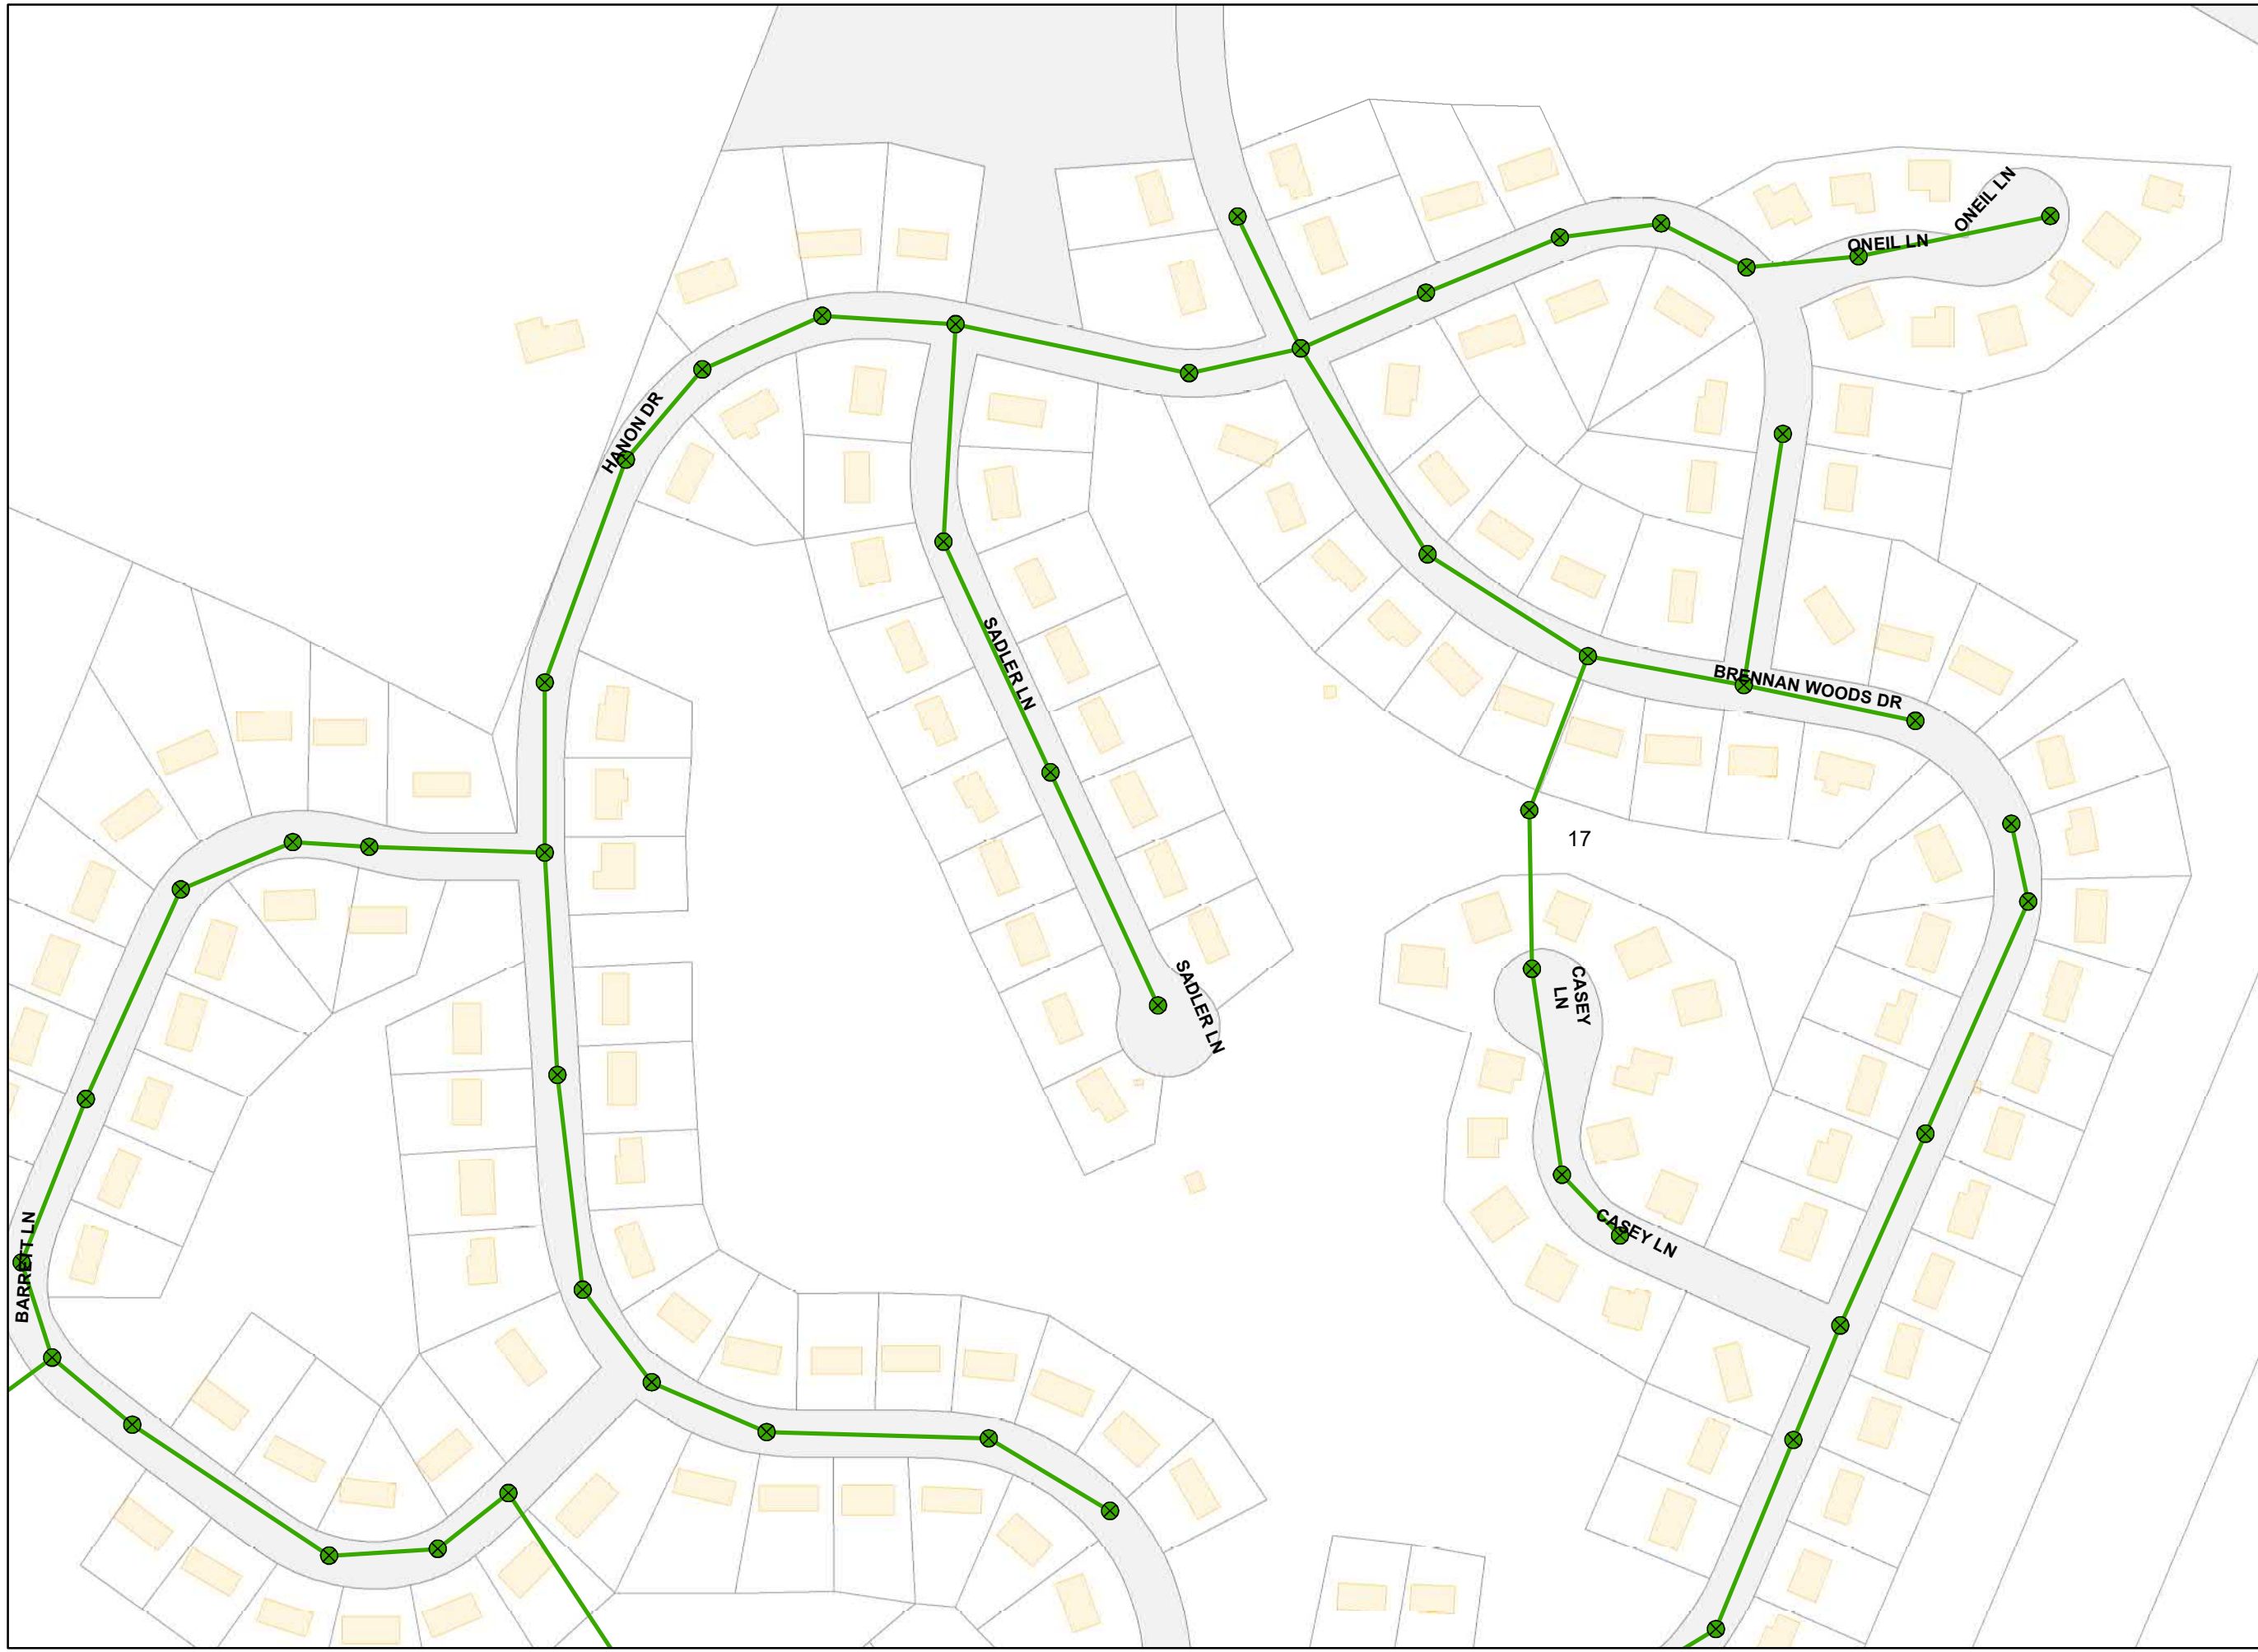 ONEIL LN
ONEIL LN
HANON DR
SADLER LN
BRENNAN WOODS DR
17
SADLER LN
CASEY
LN
CASEY LN
BARRETT LN